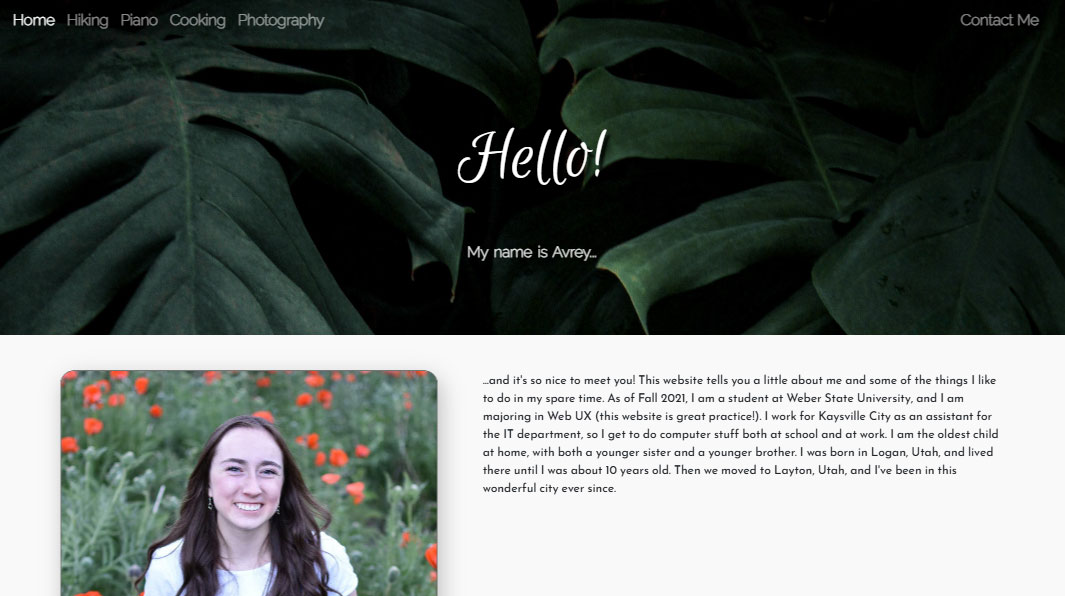 Home Hiking Piano Cooking Photography Contact Me
Hello!
My name is Avrey...
...and it's so nice to meet you! This website tells you a little about me and some of the things I like
to do in my spare time. As of Fall 2021, I am a student at Weber State University, and I am
majoring in Web UX (this website is great practice!). I work for Kaysville City as an assistant for
the IT department, so I get to do computer stuff both at school and at work. I am the oldest child
at home, with both a younger sister and a younger brother. I was born in Logan, Utah, and lived
there until I was about 10 years old. Then we moved to Layton, Utah, and I've been in this
wonderful city ever since.